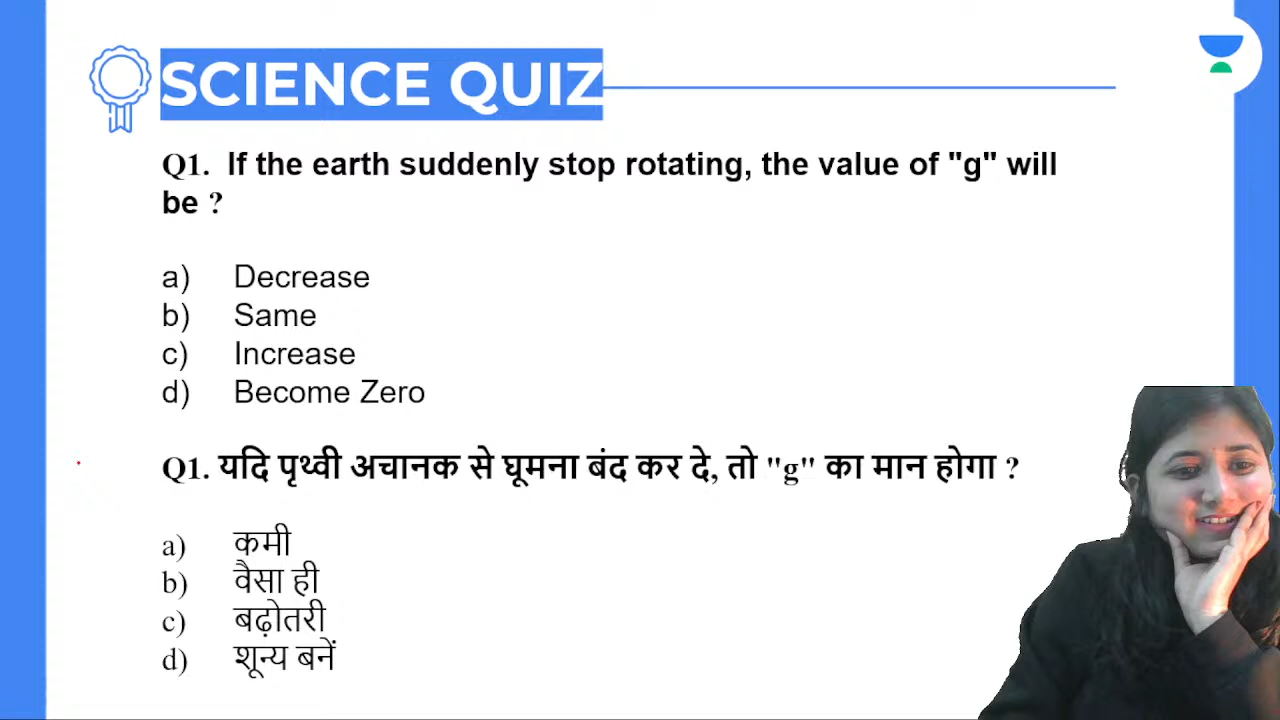 SCIENCE QUIZ
Q1. If the earth suddenly stop rotating, the value of "g" will
be ?
a) Decrease
b) Same
c) Increase
d) Become Zero
Q1. यदि पृथ्वी अचानक से घूमना बंद कर दे, तो "g" का मान होगा ?
a) कमी
b) वैसा ही
c) बढ़ोतरी
d) शून्य बनें